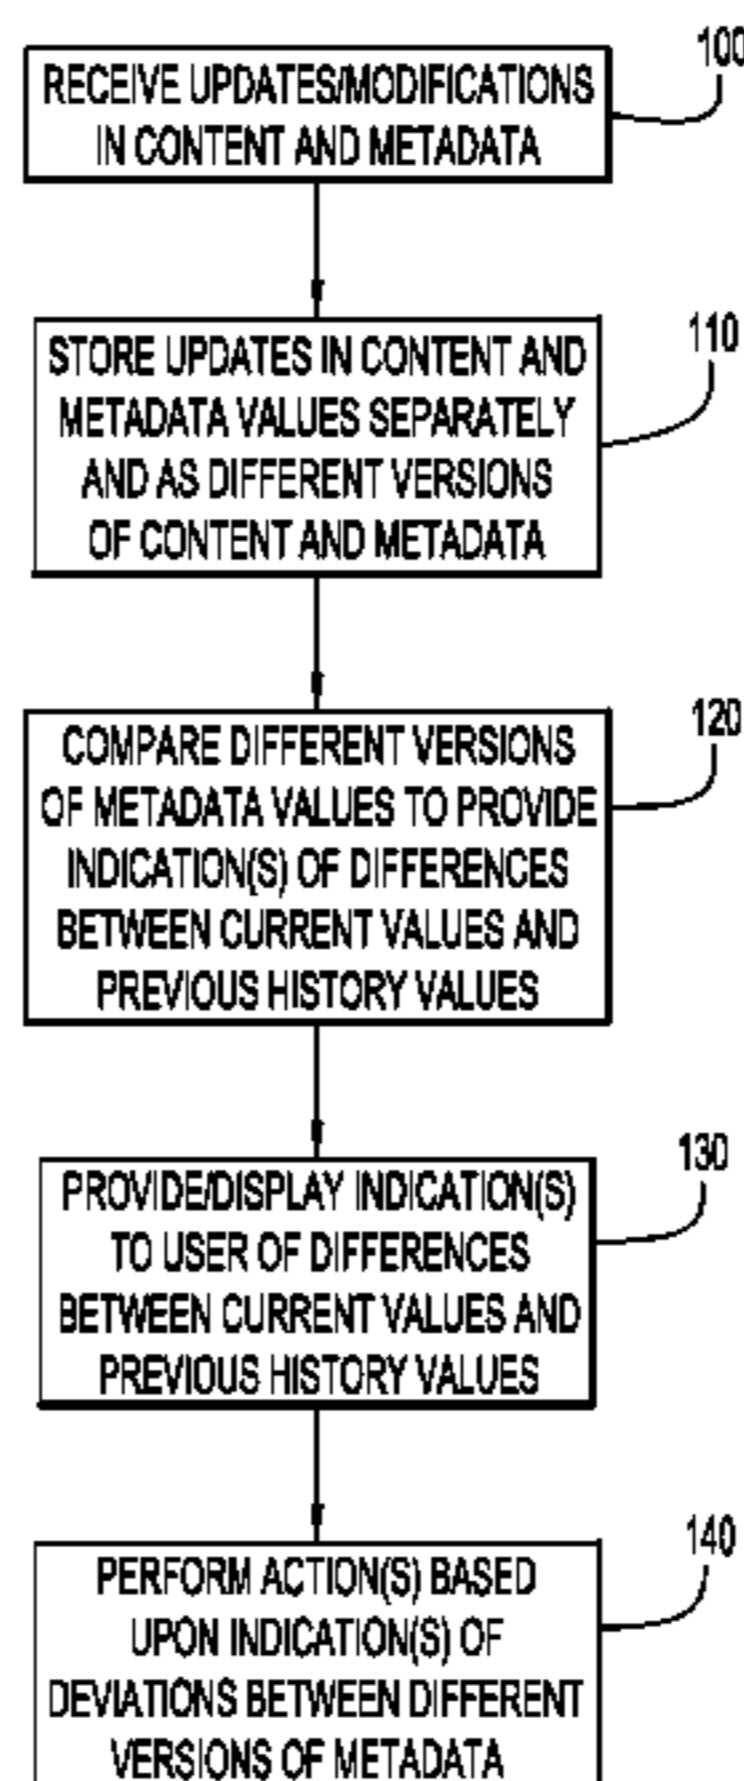 100
RECEIVE UPDATES/MODIFICATIONS
IN CONTENT AND METADATA
110
STORE UPDATES IN CONTENT AND
METADATA VALUES SEPARATELY
AND AS DIFFERENT VERSIONS
OF CONTENT AND METADATA
120
COMPARE DIFFERENT VERSIONS
OF METADATA VALUES TO PROVIDE
INDICATION(S) OF DIFFERENCES
BETWEEN CURRENT VALUES AND
PREVIOUS HISTORY VALUES
130
PROVIDE/DISPLAY INDICATION(S)
TO USER OF DIFFERENCES
BETWEEN CURRENT VALUES AND
PREVIOUS HISTORY VALUES
140
PERFORM ACTION(S) BASED
UPON INDICATION(S) OF
DEVIATIONS BETWEEN DIFFERENT
VERSIONS OF METADATA